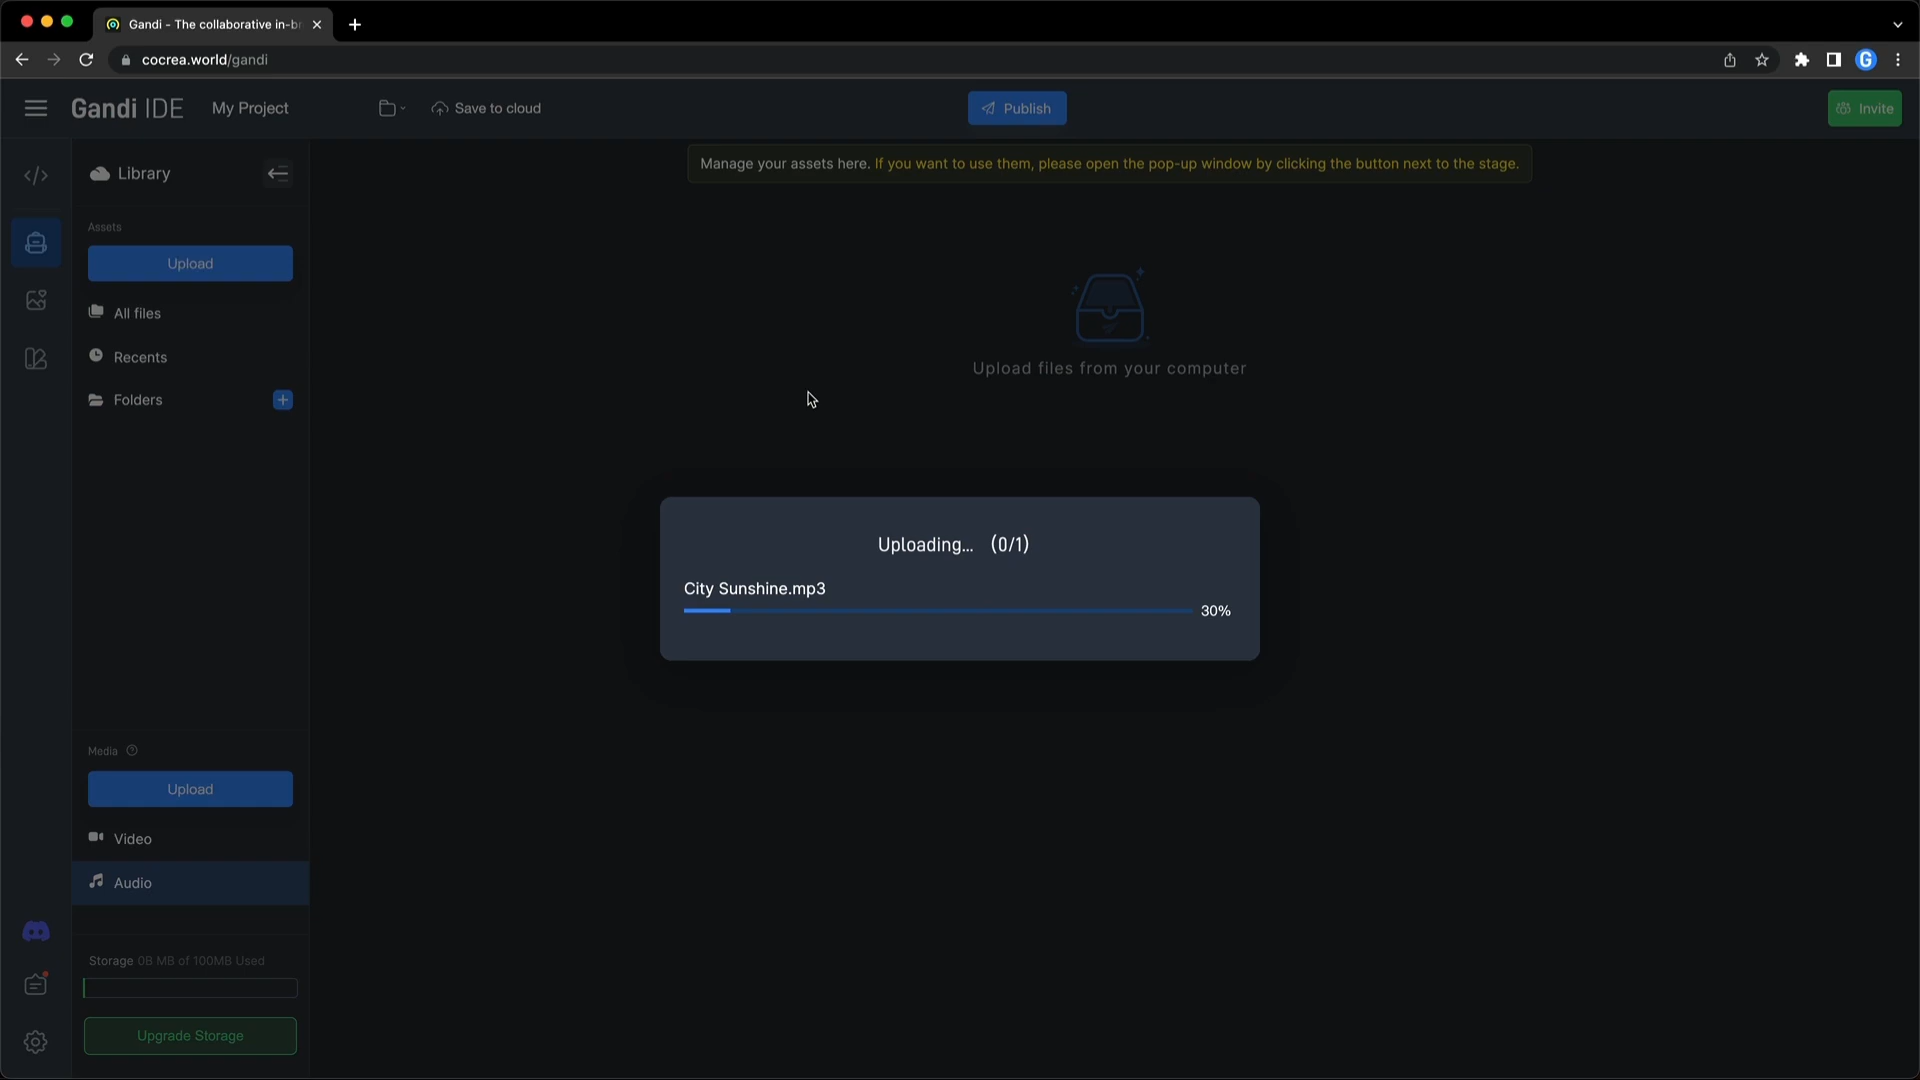 Gandi - The collaborative in-br
cocrea.world/gandi
G
Gandi IDE
My Project
Save to cloud
Publish
Invite
Library
Manage your assets here. If you want to use them, please open the pop-up window by clicking the button next to the stage.
Assets
Upload
All files
Recents
Folders
Upload files from your computer
Uploading... (0/1)
City Sunshine.mp3
30%
Media
Upload
Video
Audio
Storage 0B MB of 100MB Used
Upgrade Storage